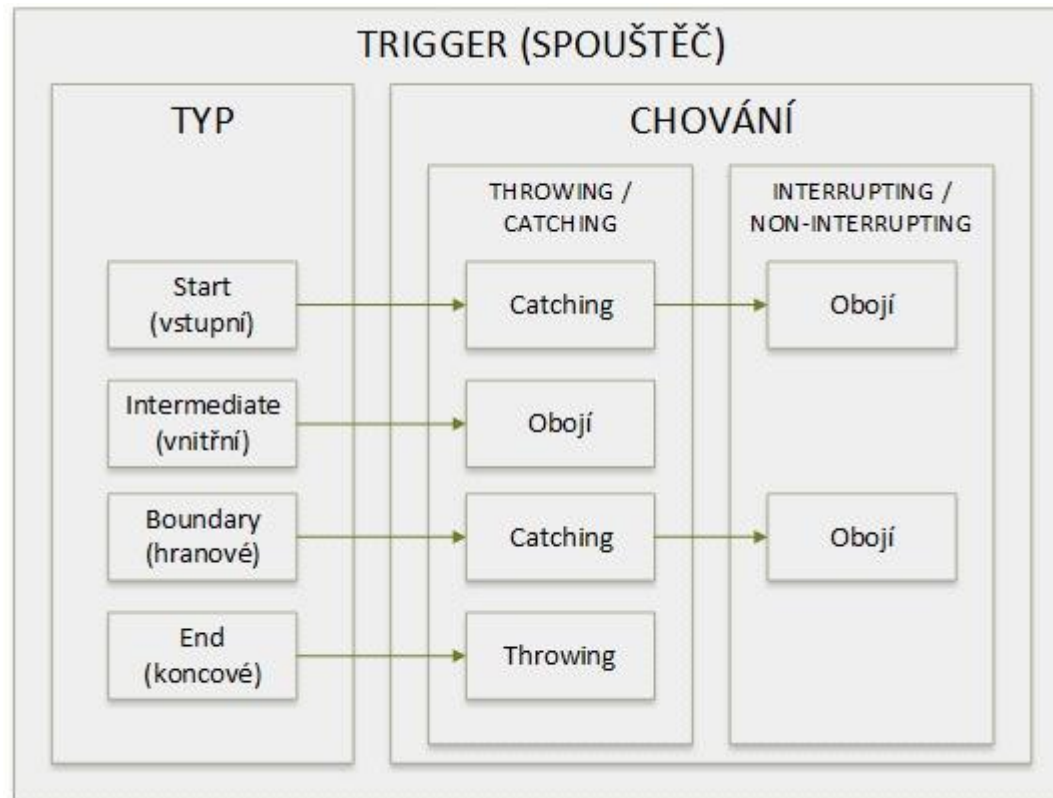 TRIGGER (SPOUŠTĚČ)
TYP
CHOVÁNÍ
THROWING /
CATCHING
INTERRUPTING /
NON-INTERRUPTING
Start
(vstupní)
Catching
Obojí
Intermediate
(vnitřní)
Obojí
Boundary
(hranové)
Catching
Obojí
End
(koncové)
Throwing